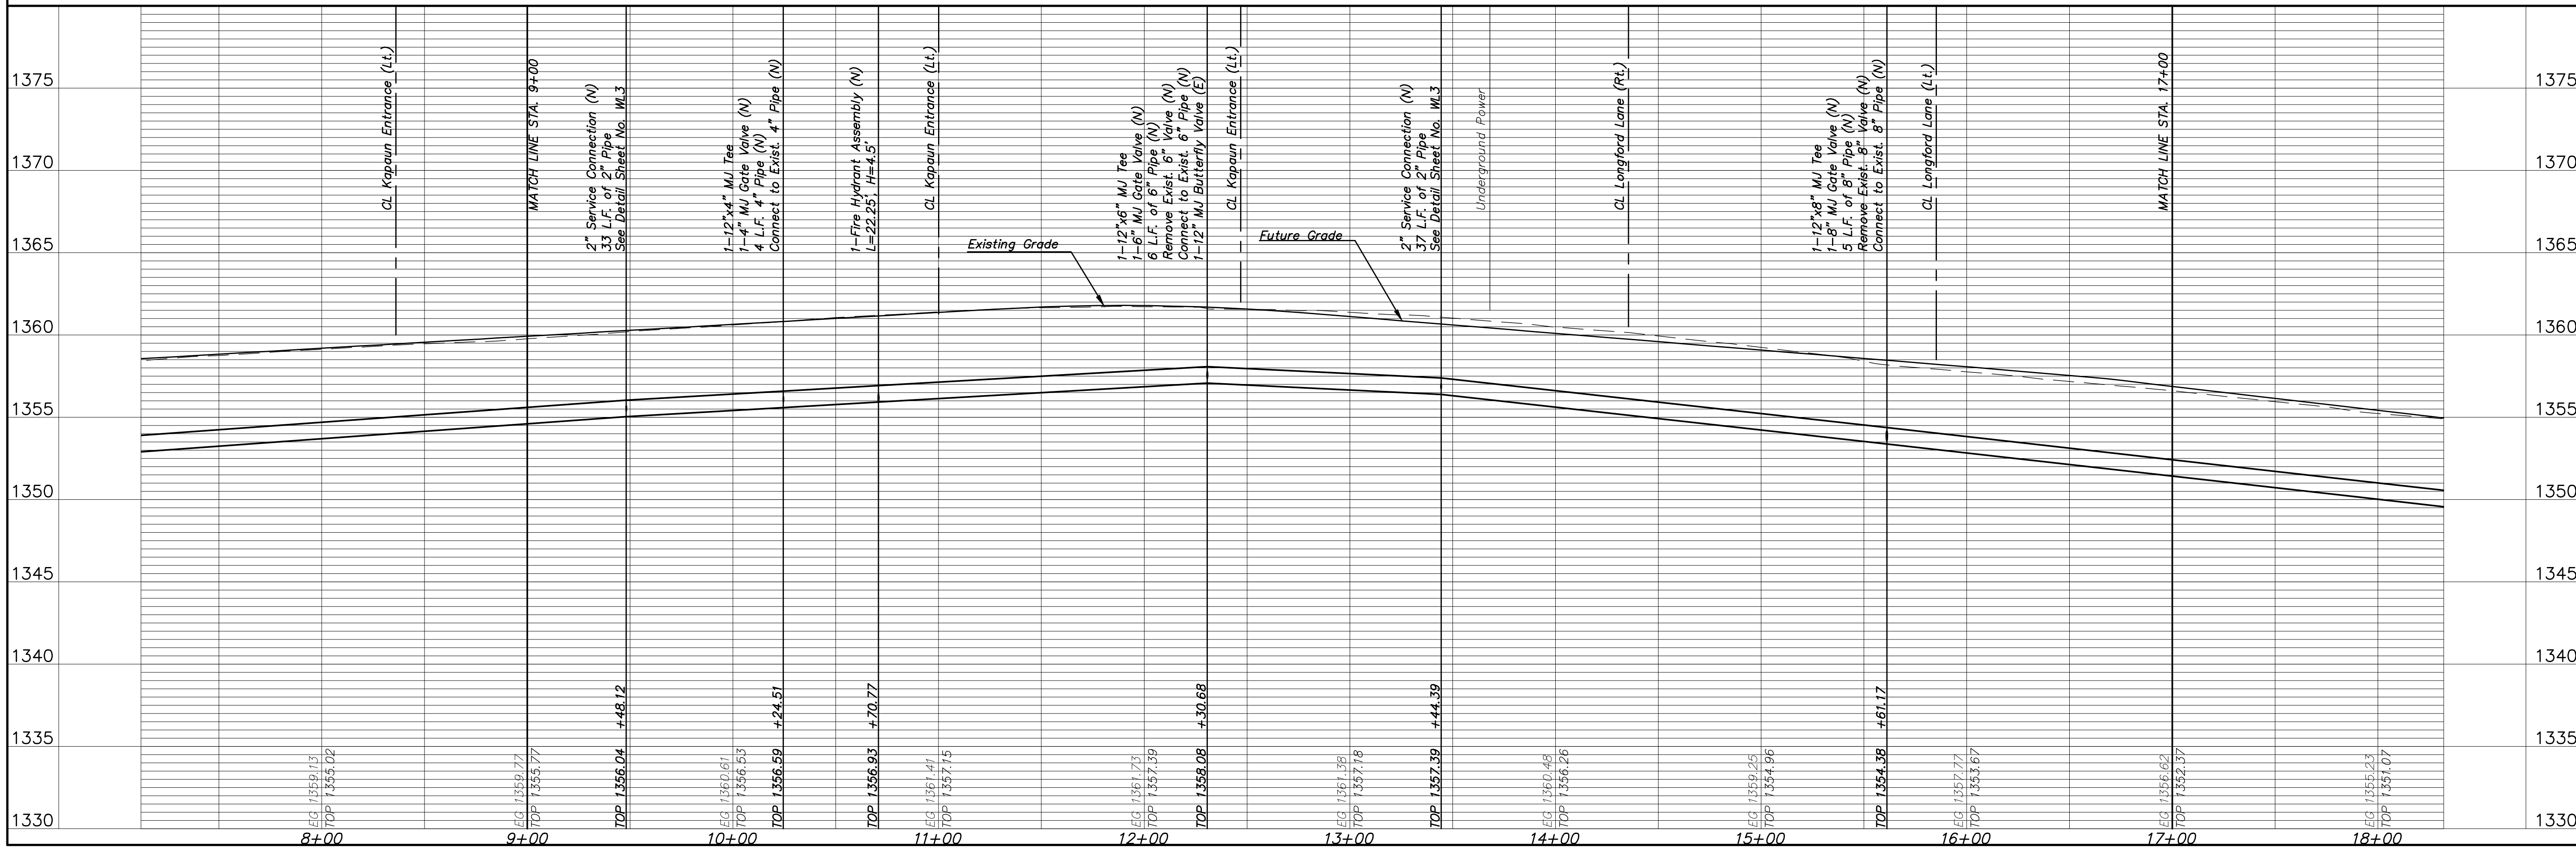 1375
1370
1365
1360
1355
1350
1345
1340
1335
1330
CL Kapaun Entrance (Lt.)
MATCH LINE STA. 9+00
2" Service Connection (N)
33 L.F. of 2" Pipe
See Detail Sheet No. WL3
1-12"x4" MJ Tee
1-4" MJ Gate Valve (N)
4 L.F. 4" Pipe (N)
Connect to Exist. 4" Pipe (N)
1-Fire Hydrant Assembly (N)
L=22.25', H=4.5'
CL Kapaun Entrance (Lt.)
Existing Grade
1-12"x6" MJ Tee
1-6" MJ Gate Valve (N)
6 L.F. of 6" Pipe (N)
Remove Exist. 6" Valve (N)
Connect to Exist. 6" Pipe (N)
1-12" MJ Butterfly Valve (E)
CL Kapaun Entrance (Lt.)
Future Grade
2" Service Connection (N)
37 L.F. of 2" Pipe
See Detail Sheet No. WL3
Underground Power
CL Longford Lane (Rt.)
1-12"x8" MJ Tee
1-8" MJ Gate Valve (N)
5 L.F. of 8" Pipe (N)
Remove Exist. 8" Valve (N)
Connect to Exist. 8" Pipe (N)
CL Longford Lane (Lt.)
MATCH LINE STA. 17+00
1375
1370
1365
1360
1355
1350
1345
1340
1335
1330
EG 1359.13
TOP 1355.02
EG 1359.77
TOP 1355.77
TOP 1356.04 +48.12
EG 1360.61
TOP 1356.53
TOP 1356.59 +24.51
TOP 1356.93 +70.77
EG 1361.41
TOP 1357.15
EG 1361.73
TOP 1357.39
TOP 1358.08 +30.68
EG 1361.38
TOP 1357.18
TOP 1357.39 +44.39
EG 1360.48
TOP 1356.26
EG 1359.25
TOP 1354.96
TOP 1354.38 +61.17
EG 1357.77
TOP 1353.67
EG 1356.62
TOP 1352.37
EG 1355.23
TOP 1351.07
8+00
9+00
10+00
11+00
12+00
13+00
14+00
15+00
16+00
17+00
18+00